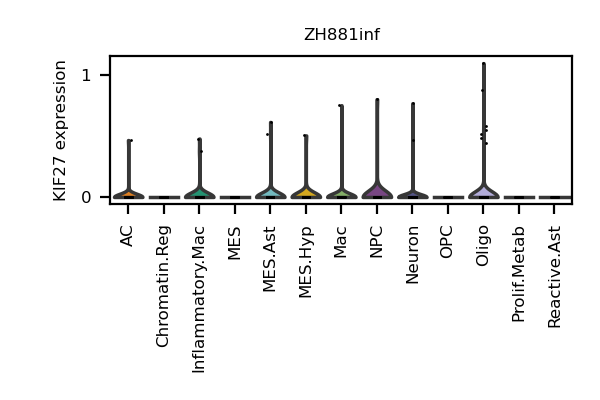 ZH881inf
KIF27 expression
1
0
AC
Chromatin.Reg
Inflammatory.Mac
MES
MES.Ast
MES.Hyp
Mac
NPC
Neuron
OPC
Oligo
Prolif.Metab
Reactive.Ast